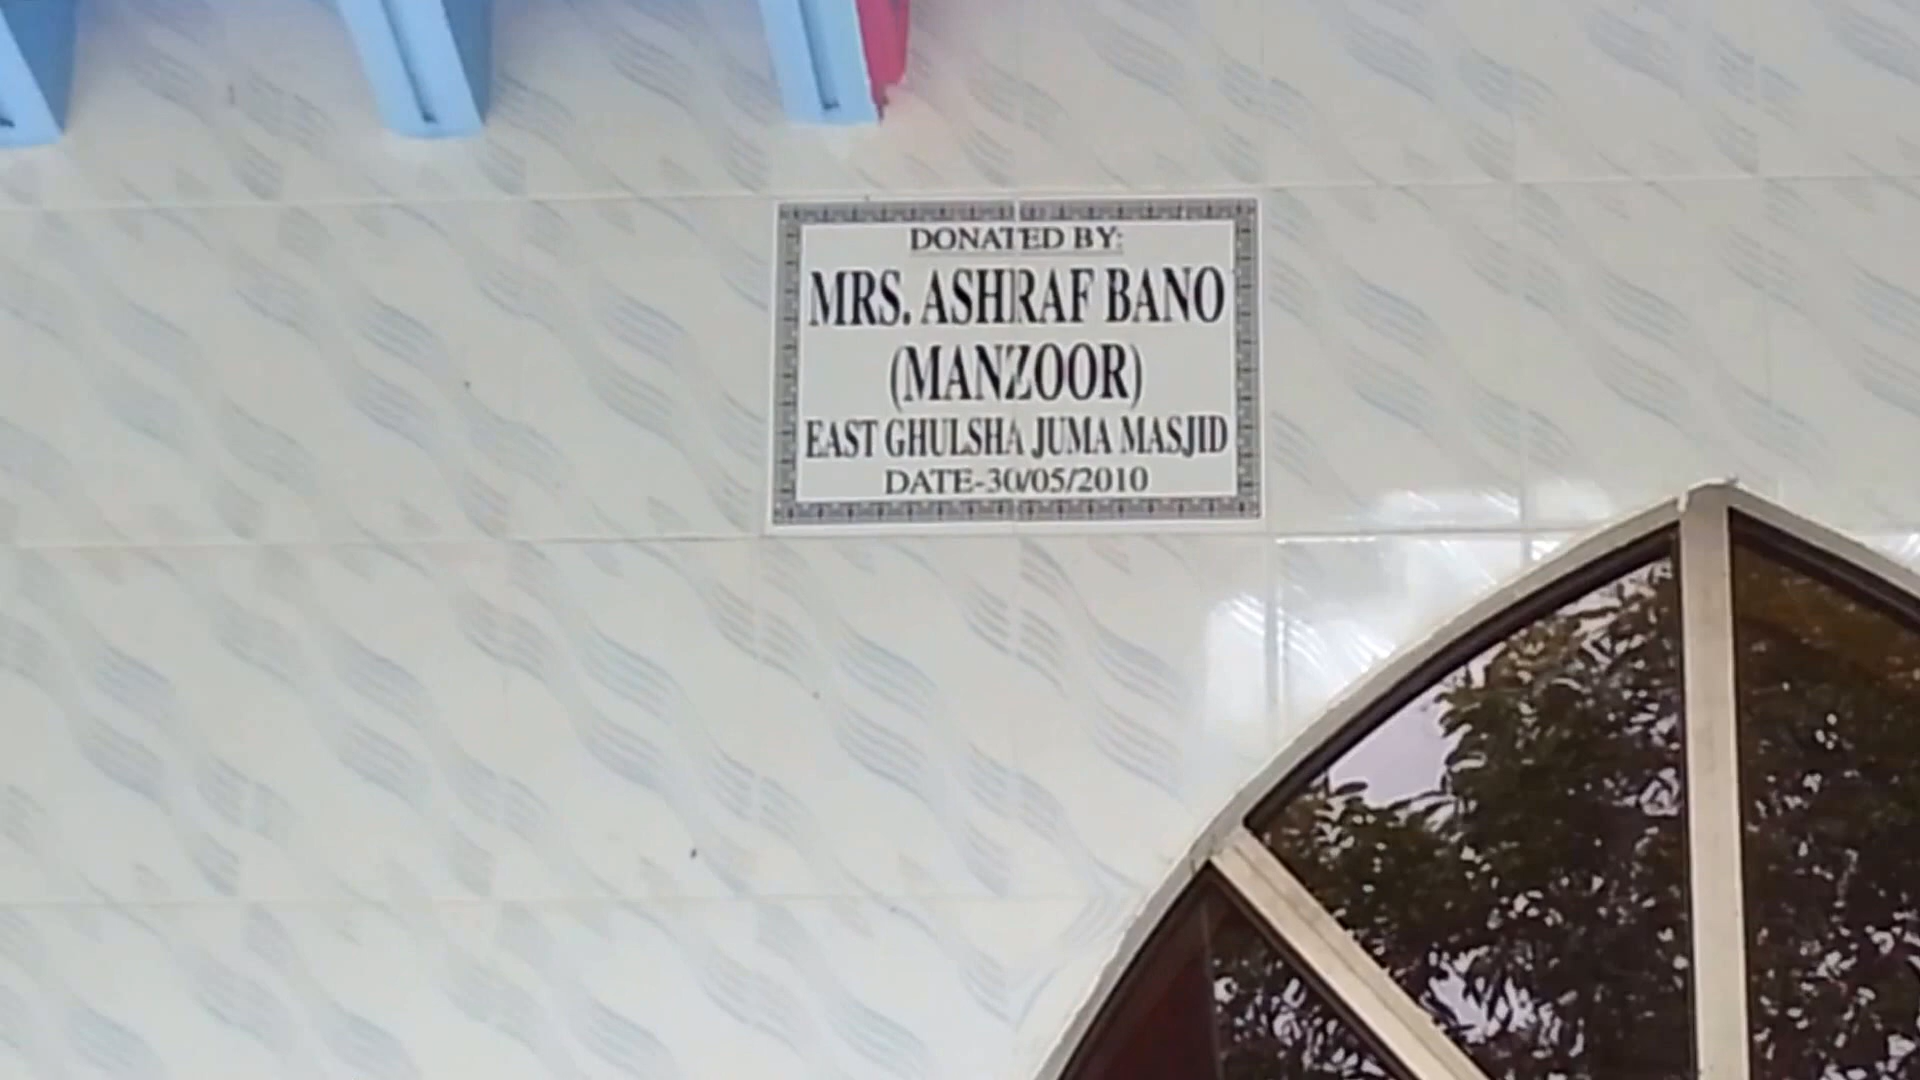 DONATED BY:
MRS. ASHRAF BANO
(MANZOOR)
EAST GHULSHA JUMA MASJID
DATE-30/05/2010